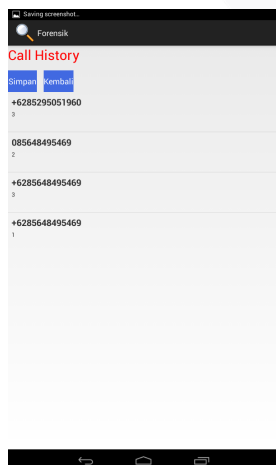 Saving screenshot...
Forensik
Call History
Simpan Kembali
+6285295051960
3
085648495469
2
+6285648495469
3
+6285648495469
1